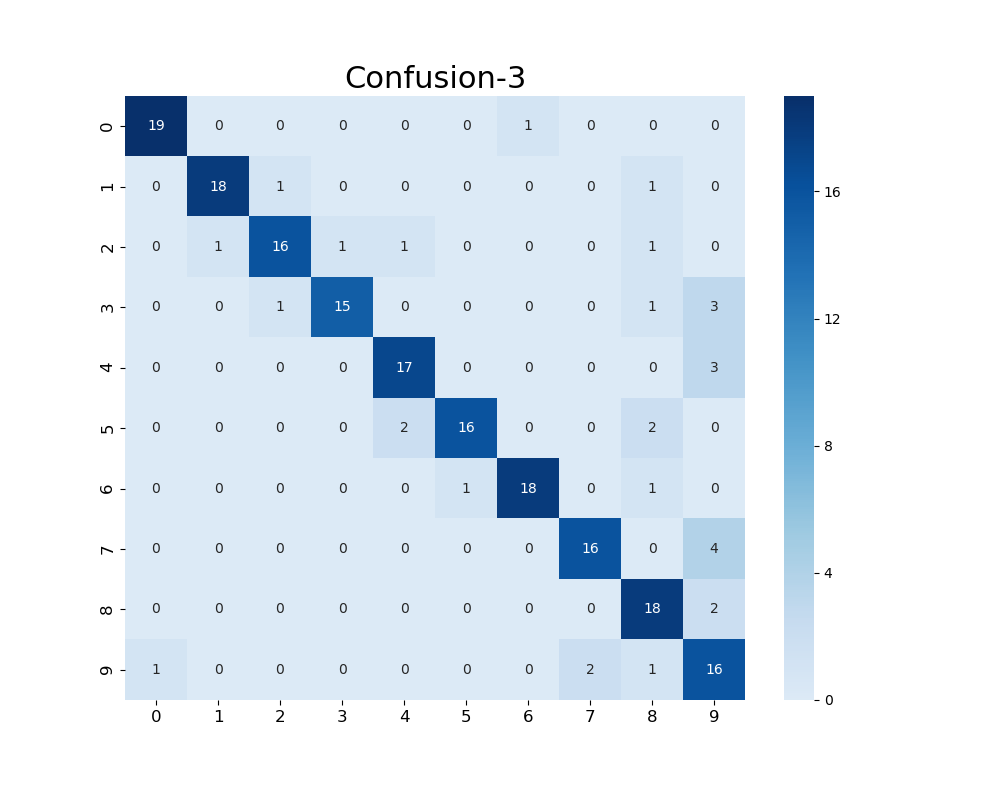 Confusion-3
0 19 0 0 0 0 0 1 0 0 0
1 0 18 1 0 0 0 0 0 1 0
2 0 1 16 1 1 0 0 0 1 0
3 0 0 1 15 0 0 0 0 1 3
4 0 0 0 0 17 0 0 0 0 3
5 0 0 0 0 2 16 0 0 2 0
6 0 0 0 0 0 1 18 0 1 0
7 0 0 0 0 0 0 0 16 0 4
8 0 0 0 0 0 0 0 0 18 2
9 1 0 0 0 0 0 0 2 1 16
0 1 2 3 4 5 6 7 8 9
16
12
8
4
0